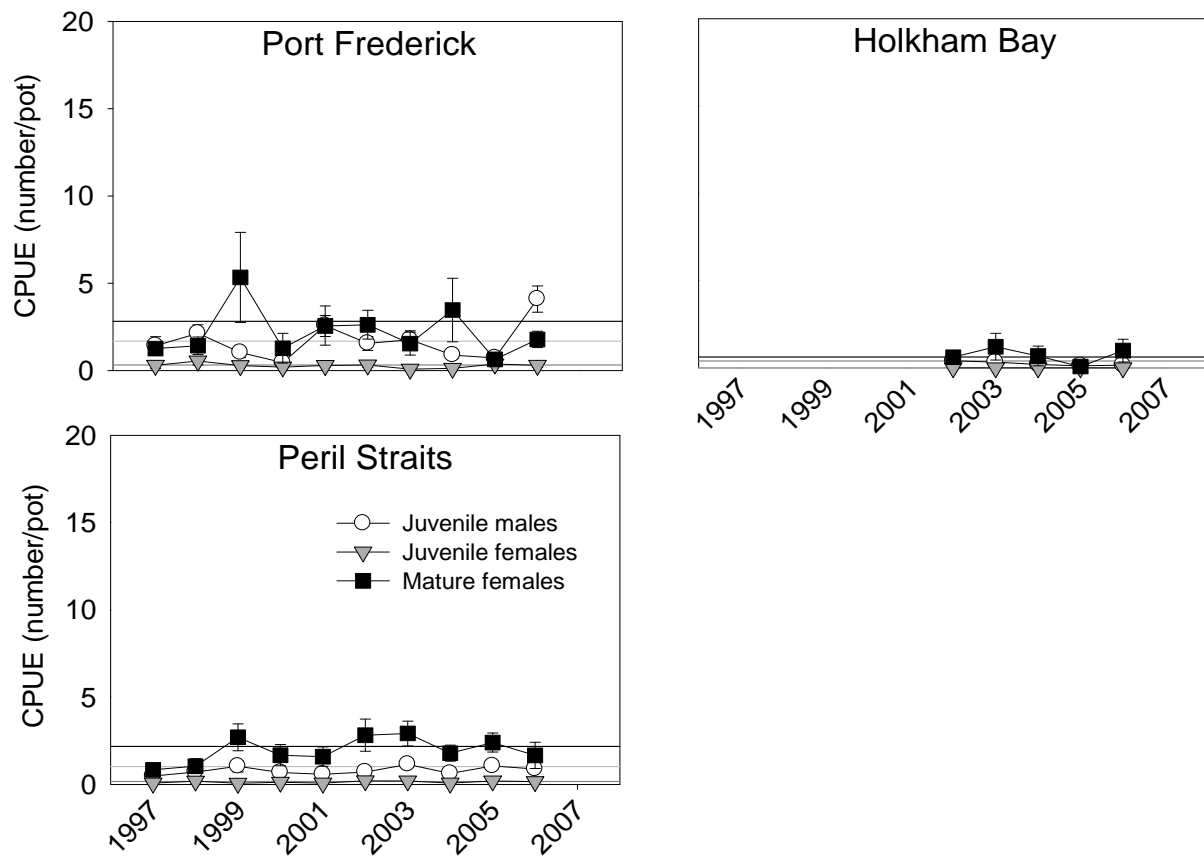 Port Frederick
CPUE (number/pot)
20
15
10
5
0
Holkham Bay
1997
1999
2001
2003
2005
2007
Peril Straits
CPUE (number/pot)
20
15
10
5
0
Juvenile males
Juvenile females
Mature females
1997
1999
2001
2003
2005
2007